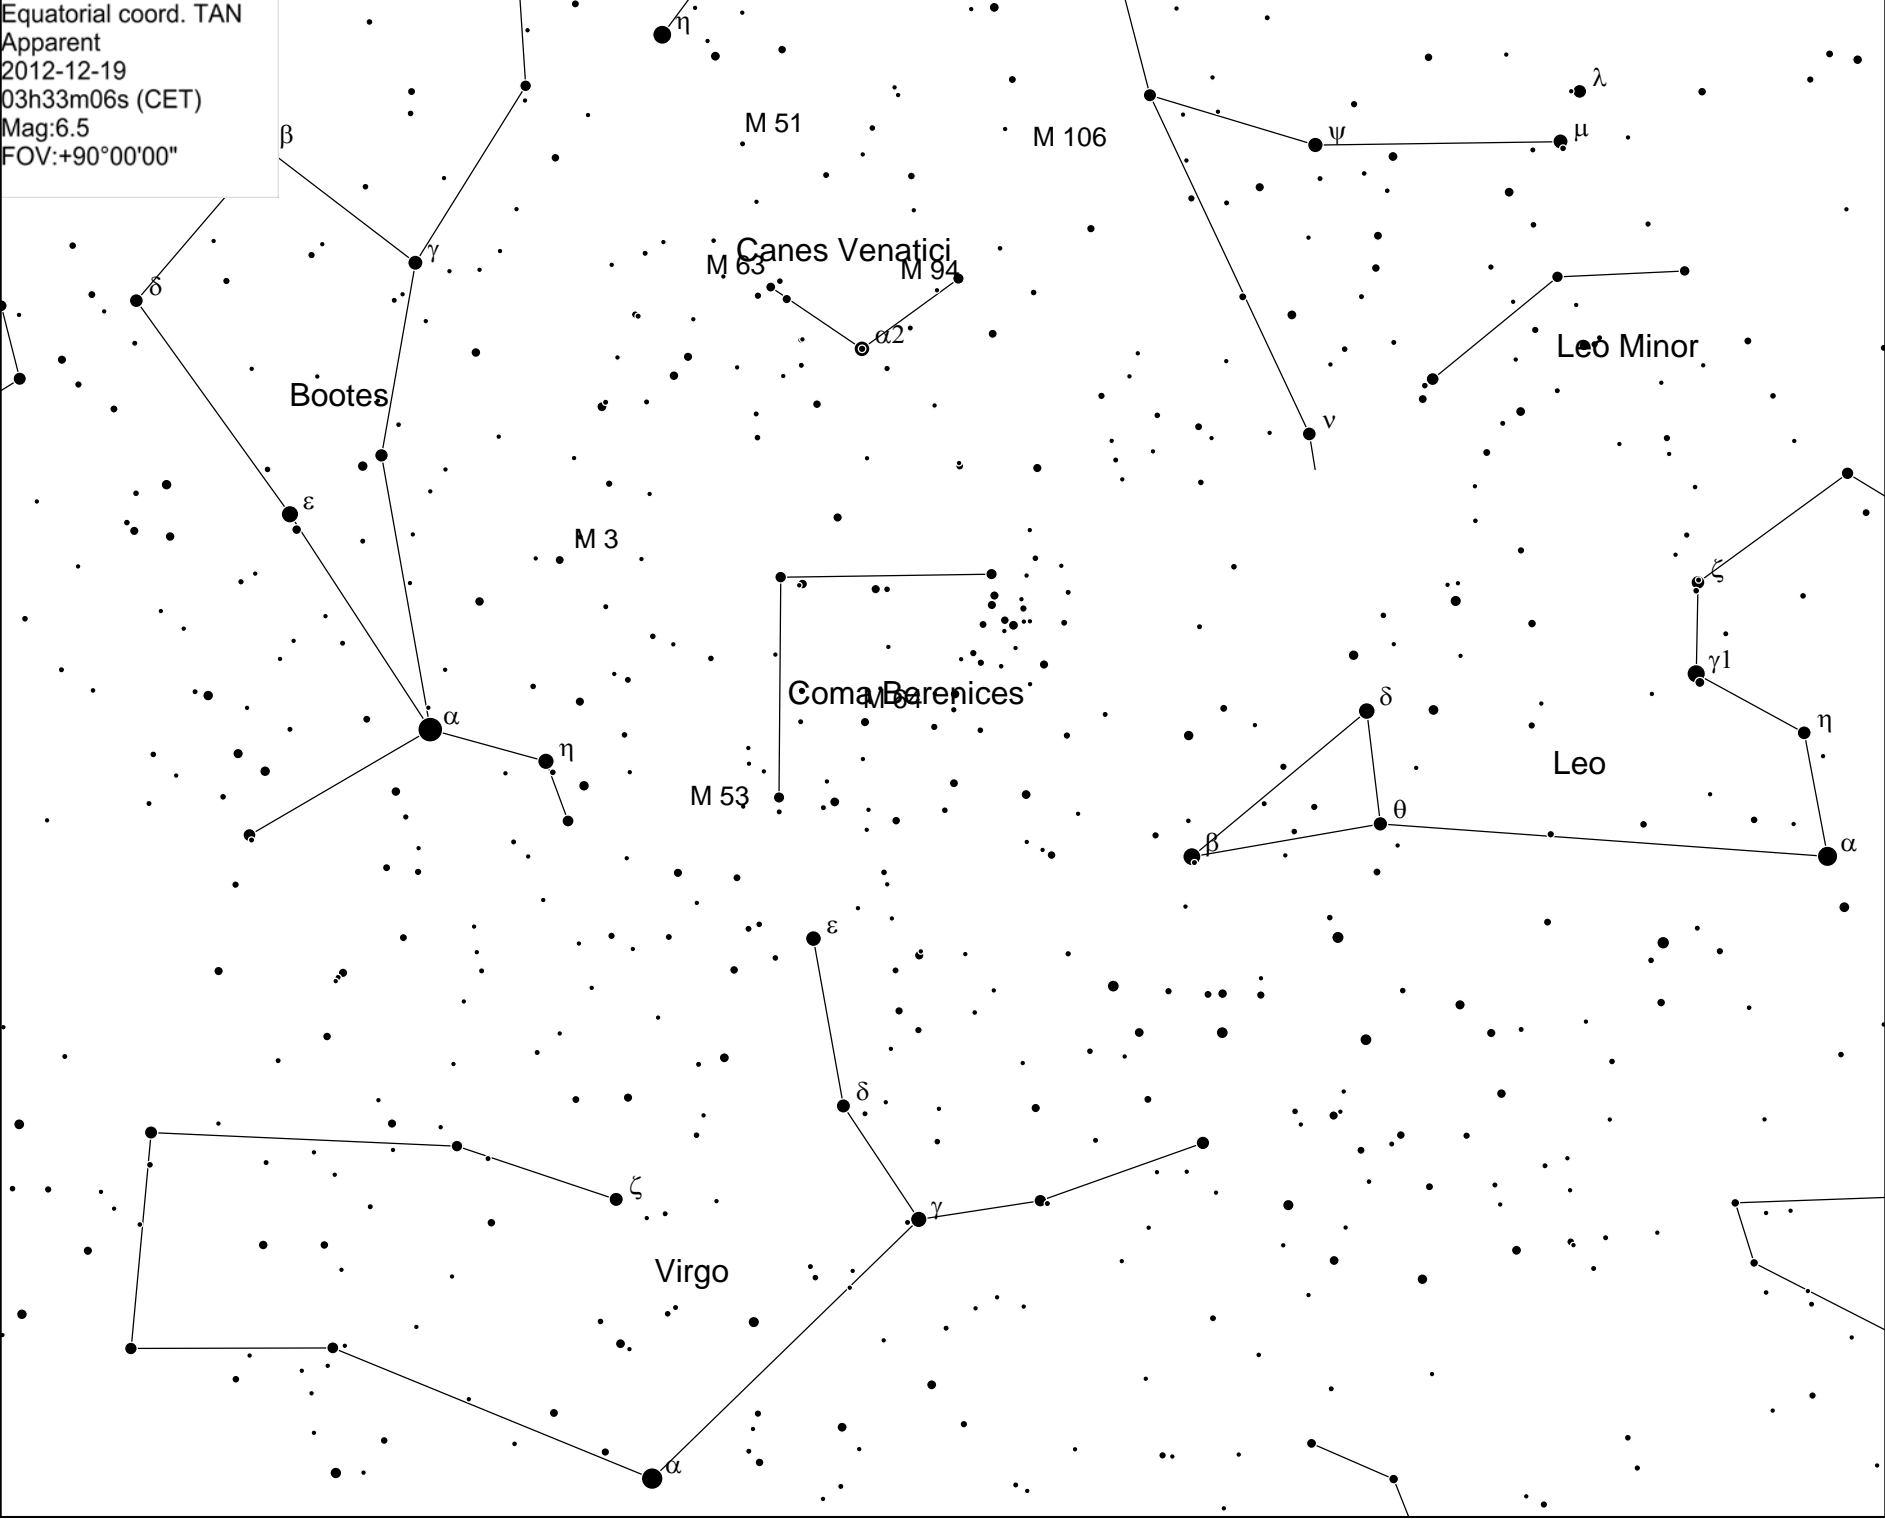 Equatorial coord. TAN
Apparent
2012-12-19
03h33m06s (CET)
Mag:6.5
FOV:+90°00'00"
η
λ
β
M 51
M 106
ψ
μ
γ
Canes Venatici
M 63
M 94
δ
α2
Leo Minor
Bootes
ν
ε
M 3
ζ
γ1
Coma Berenices
M 64
δ
α
η
η
Leo
M 53
θ
β
α
ε
δ
ζ
γ
Virgo
α